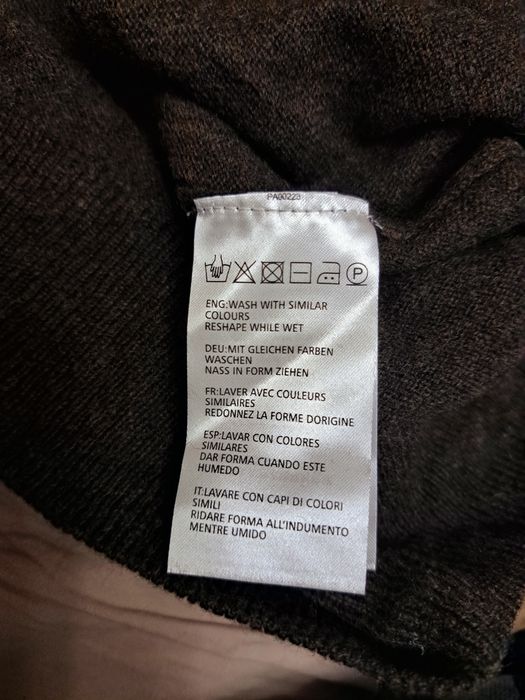 PA00223
P
ENG:WASH WITH SIMILAR
COLOURS
RESHAPE WHILE WET
DEU:MIT GLEICHEN FARBEN
WASCHEN
NASS IN FORM ZIEHEN
FR:LAVER AVEC COULEURS
SIMILAIRES
REDONNEZ LA FORME DORIGINE
ESP:LAVAR CON COLORES
SIMILARES
DAR FORMA CUANDO ESTE
HUMEDO
IT:LAVARE CON CAPI DI COLORI
SIMILI
RIDARE FORMA ALL'INDUMENTO
MENTRE UMIDO